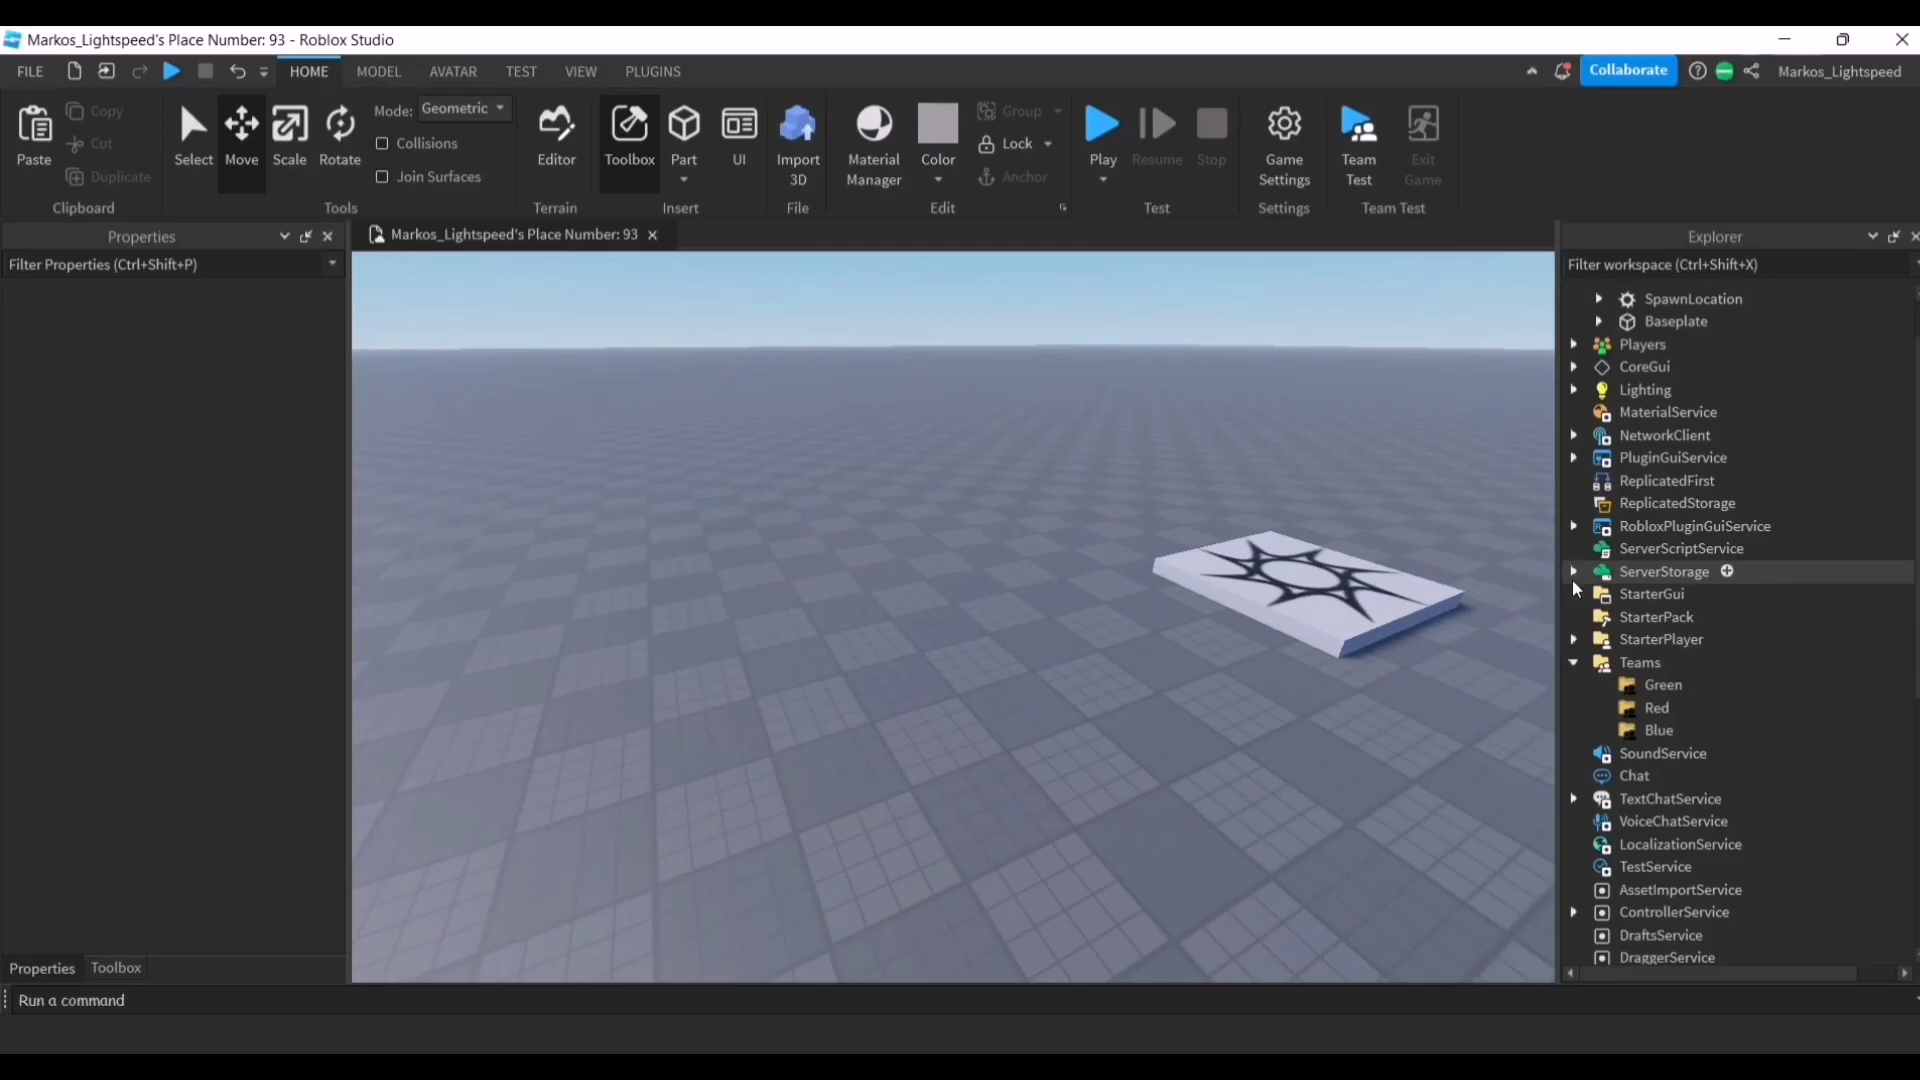 Markos_Lightspeed's Place Number: 93 - Roblox Studio
FILE HOME MODEL AVATAR TEST VIEW PLUGINS Collaborate Markos_Lightspeed
Paste Copy Cut Duplicate Clipboard
Select Move Scale Rotate Mode: Geometric Collisions Join Surfaces Tools
Editor Terrain
Toolbox Part UI Insert
Import 3D File
Material Manager Color Group Lock Anchor Edit
Play Resume Stop Test
Game Settings Settings
Team Test Exit Game Team Test
Properties
Filter Properties (Ctrl+Shift+P)
Markos_Lightspeed's Place Number: 93
Explorer
Filter workspace (Ctrl+Shift+X)
SpawnLocation
Baseplate
Players
CoreGui
Lighting
MaterialService
NetworkClient
PluginGuiService
ReplicatedFirst
ReplicatedStorage
RobloxPluginGuiService
ServerScriptService
ServerStorage
StarterGui
StarterPack
StarterPlayer
Teams
Green
Red
Blue
SoundService
Chat
TextChatService
VoiceChatService
LocalizationService
TestService
AssetImportService
ControllerService
DraftsService
DraggerService
Properties Toolbox
Run a command